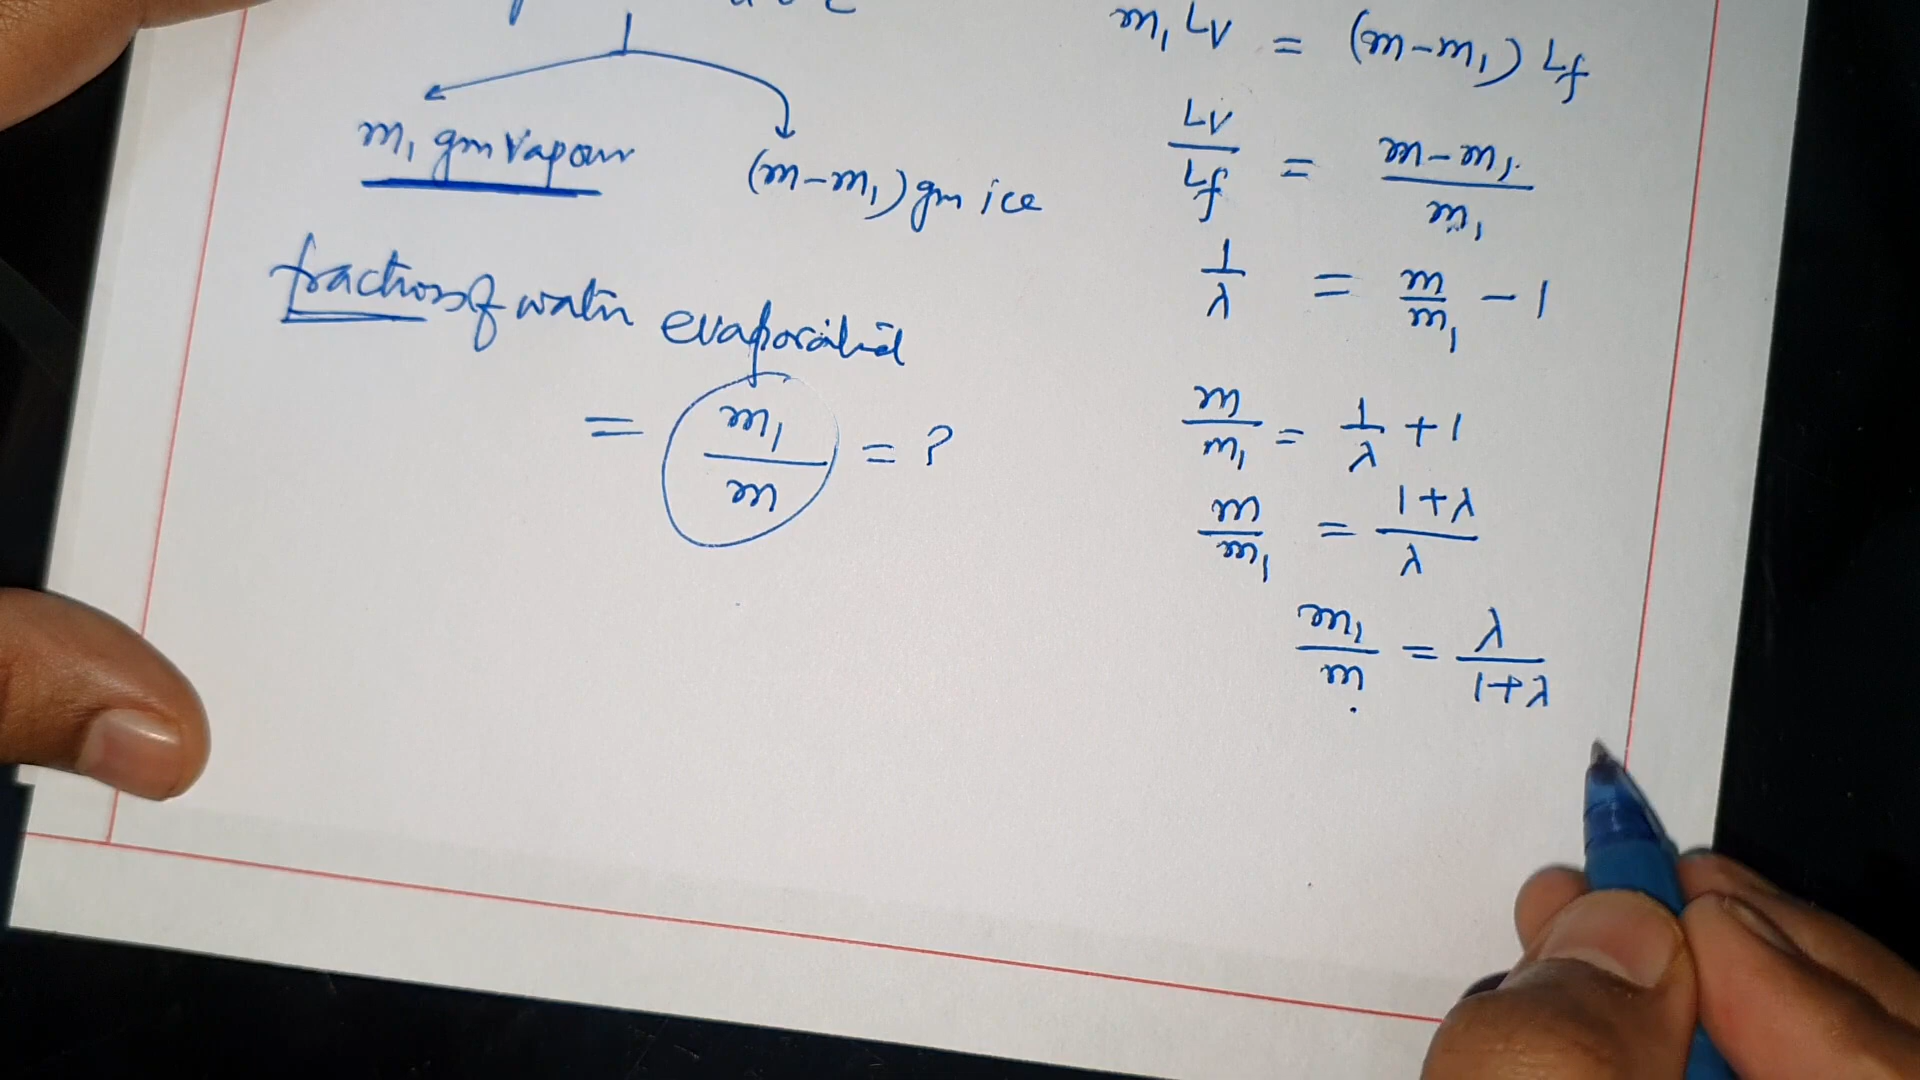 m₁ gm vapour
(m-m₁) gm ice
fraction of water evaporated
= m₁/m = ?
m₁ LV = (m-m₁) Lf
LV/Lf = (m-m₁)/m₁
1/λ = m/m₁ - 1
m/m₁ = 1/λ + 1
m/m₁ = (1+λ)/λ
m₁/m = λ/(1+λ)